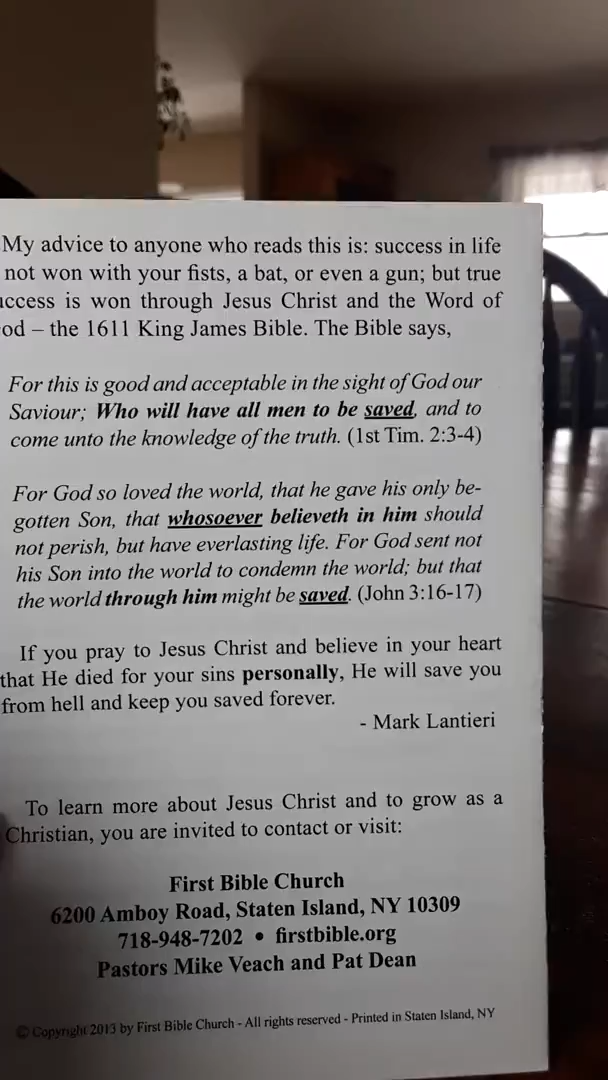 My advice to anyone who reads this is: success in life
not won with your fists, a bat, or even a gun; but true
uccess is won through Jesus Christ and the Word of
od – the 1611 King James Bible. The Bible says,
For this is good and acceptable in the sight of God our
Saviour; Who will have all men to be saved, and to
come unto the knowledge of the truth. (1st Tim. 2:3-4)
For God so loved the world, that he gave his only be-
gotten Son, that whosoever believeth in him should
not perish, but have everlasting life. For God sent not
his Son into the world to condemn the world; but that
the world through him might be saved. (John 3:16-17)
If you pray to Jesus Christ and believe in your heart
that He died for your sins personally, He will save you
from hell and keep you saved forever.
- Mark Lantieri
To learn more about Jesus Christ and to grow as a
Christian, you are invited to contact or visit:
First Bible Church
6200 Amboy Road, Staten Island, NY 10309
718-948-7202 • firstbible.org
Pastors Mike Veach and Pat Dean
© Copyright 2013 by First Bible Church - All rights reserved - Printed in Staten Island, NY